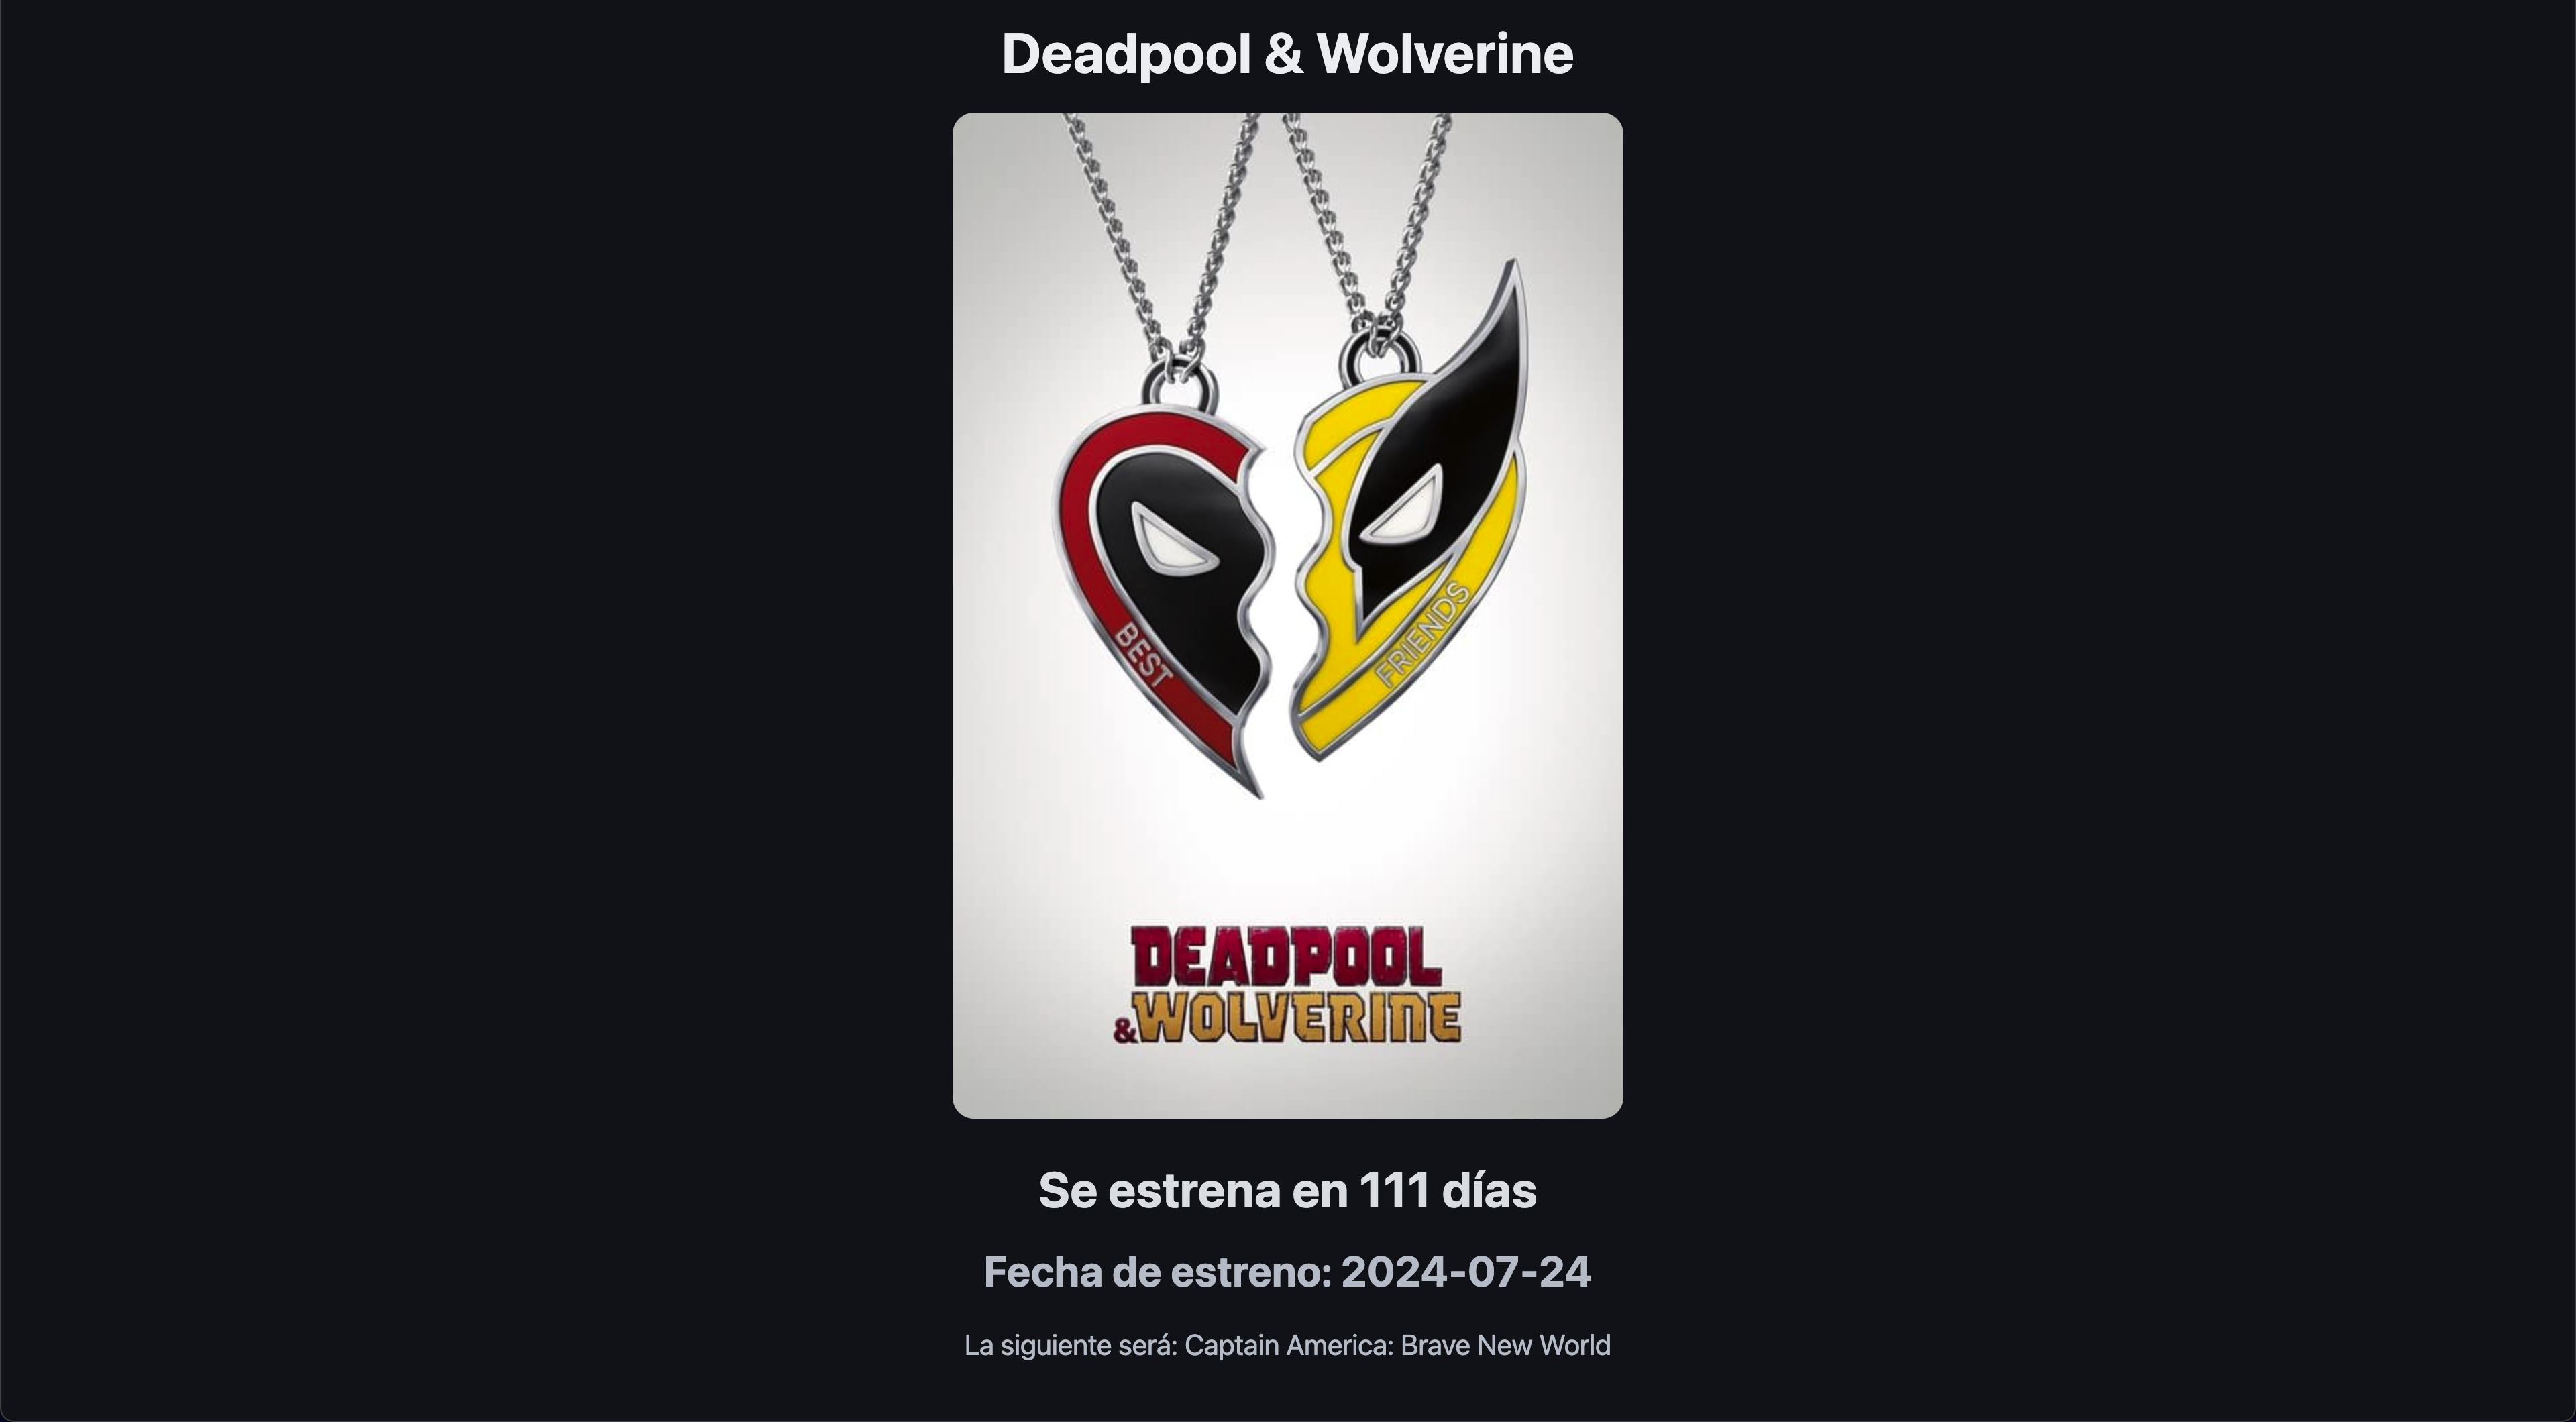 Deadpool & Wolverine
BEST
FRIENDS
DEADPOOL
&WOLVERINE
Se estrena en 111 días
Fecha de estreno: 2024-07-24
La siguiente será: Captain America: Brave New World